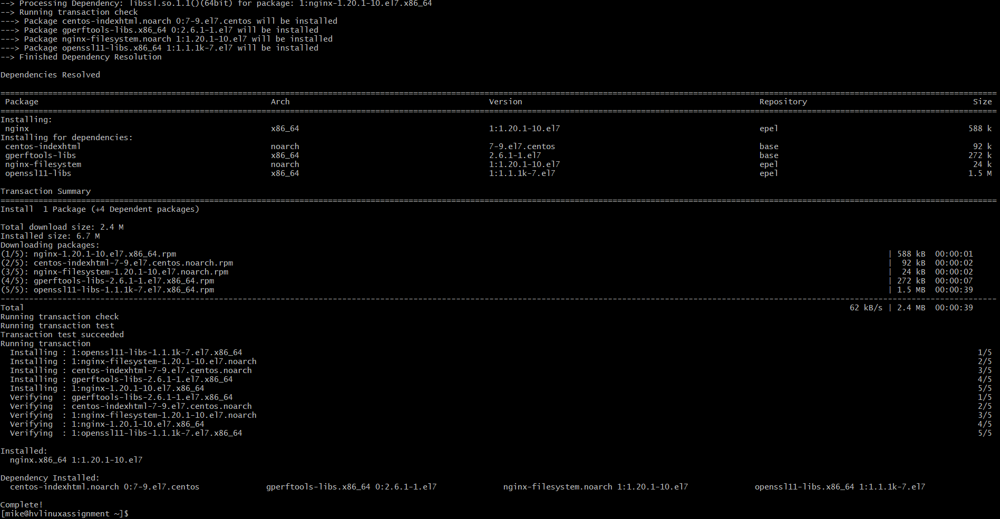 --> Processing Dependency: libssl.so.1.1()(64bit) for package: 1:nginx-1.20.1-10.el7.x86_64
--> Running transaction check
---> Package centos-indexhtml.noarch 0:7-9.el7.centos will be installed
---> Package gperftools-libs.x86_64 0:2.6.1-1.el7 will be installed
---> Package nginx-filesystem.noarch 1:1.20.1-10.el7 will be installed
---> Package openssl11-libs.x86_64 1:1.1.1k-7.el7 will be installed
--> Finished Dependency Resolution
Dependencies Resolved
Package Arch Version Repository Size
Installing:
nginx x86_64 1:1.20.1-10.el7 epel 588 k
Installing for dependencies:
centos-indexhtml noarch 7-9.el7.centos base 92 k
gperftools-libs x86_64 2.6.1-1.el7 base 272 k
nginx-filesystem noarch 1:1.20.1-10.el7 epel 24 k
openssl11-libs x86_64 1:1.1.1k-7.el7 epel 1.5 M
Transaction Summary
Install  1 Package (+4 Dependent packages)
Total download size: 2.4 M
Installed size: 6.7 M
Downloading packages:
(1/5): nginx-1.20.1-10.el7.x86_64.rpm | 588 kB  00:00:01
(2/5): centos-indexhtml-7-9.el7.centos.noarch.rpm |  92 kB  00:00:02
(3/5): nginx-filesystem-1.20.1-10.el7.noarch.rpm |  24 kB  00:00:02
(4/5): gperftools-libs-2.6.1-1.el7.x86_64.rpm | 272 kB  00:00:07
(5/5): openssl11-libs-1.1.1k-7.el7.x86_64.rpm | 1.5 MB  00:00:39
Total 62 kB/s | 2.4 MB  00:00:39
Running transaction check
Running transaction test
Transaction test succeeded
Running transaction
Installing : 1:openssl11-libs-1.1.1k-7.el7.x86_64 1/5
Installing : 1:nginx-filesystem-1.20.1-10.el7.noarch 2/5
Installing : centos-indexhtml-7-9.el7.centos.noarch 3/5
Installing : gperftools-libs-2.6.1-1.el7.x86_64 4/5
Installing : 1:nginx-1.20.1-10.el7.x86_64 5/5
Verifying  : gperftools-libs-2.6.1-1.el7.x86_64 1/5
Verifying  : centos-indexhtml-7-9.el7.centos.noarch 2/5
Verifying  : 1:nginx-filesystem-1.20.1-10.el7.noarch 3/5
Verifying  : 1:nginx-1.20.1-10.el7.x86_64 4/5
Verifying  : 1:openssl11-libs-1.1.1k-7.el7.x86_64 5/5
Installed:
nginx.x86_64 1:1.20.1-10.el7
Dependency Installed:
centos-indexhtml.noarch 0:7-9.el7.centos gperftools-libs.x86_64 0:2.6.1-1.el7 nginx-filesystem.noarch 1:1.20.1-10.el7 openssl11-libs.x86_64 1:1.1.1k-7.el7
Complete!
[mike@hvlinuxassignment ~]$